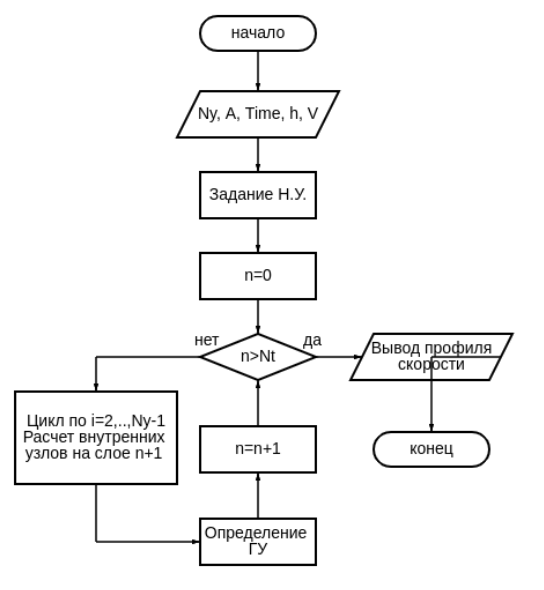 начало
Ny, A, Time, h, V
Задание Н.У.
n=0
нет
да
n>Nt
Вывод профиля
скорости
Цикл по i=2,..,Ny-1
Расчет внутренних
узлов на слое n+1
n=n+1
конец
Определение
ГУ